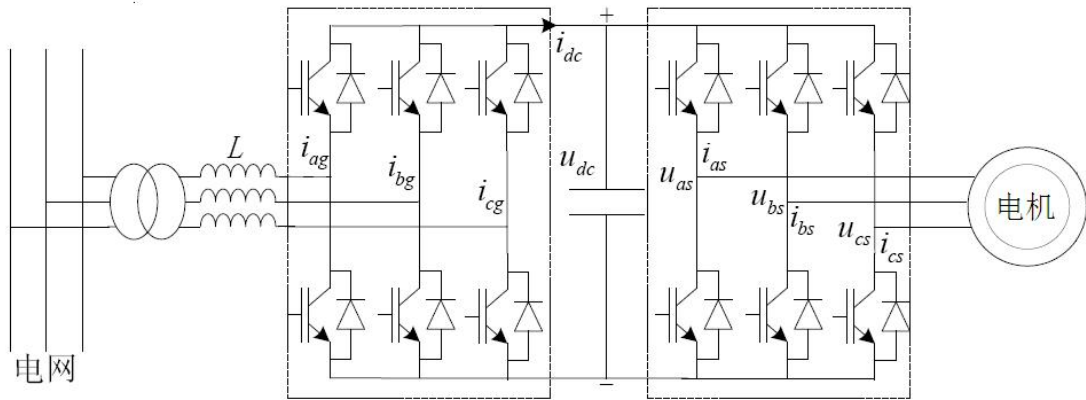 +
i_dc
L
i_ag
i_bg
i_cg
u_dc
u_as
i_as
u_bs
i_bs
u_cs
i_cs
电机
电网
−